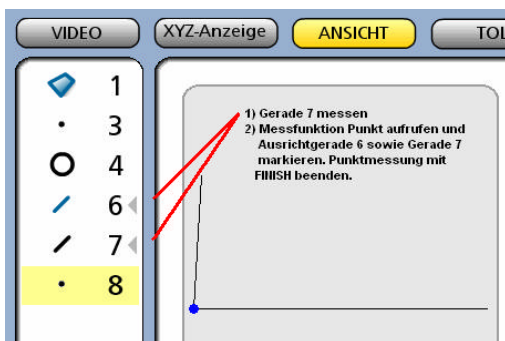 VIDEO XYZ-Anzeige ANSICHT TOL
1
3
4
6
7
8
1) Gerade 7 messen
2) Messfunktion Punkt aufrufen und
Ausrichtgerade 6 sowie Gerade 7
markieren. Punktmessung mit
FINISH beenden.